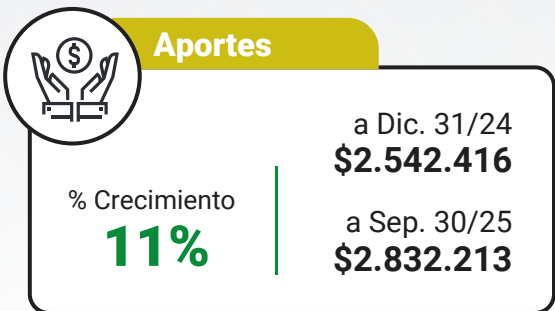 $
Aportes
% Crecimiento
11%
a Dic. 31/24
$2.542.416
a Sep. 30/25
$2.832.213